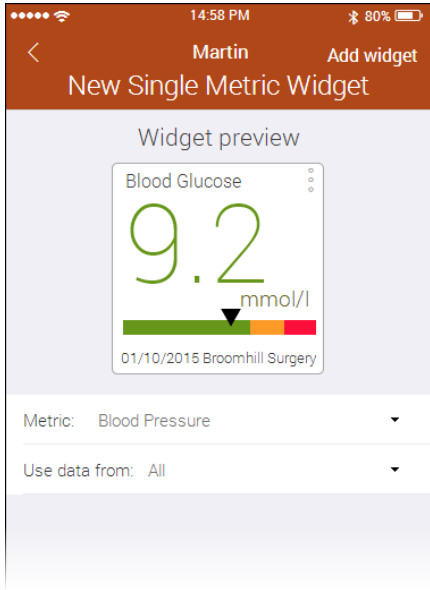 14:58 PM
80%
Martin
Add widget
New Single Metric Widget
Widget preview
Blood Glucose
9.2
mmol/l
01/10/2015 Broomhill Surgery
Metric: Blood Pressure
Use data from: All